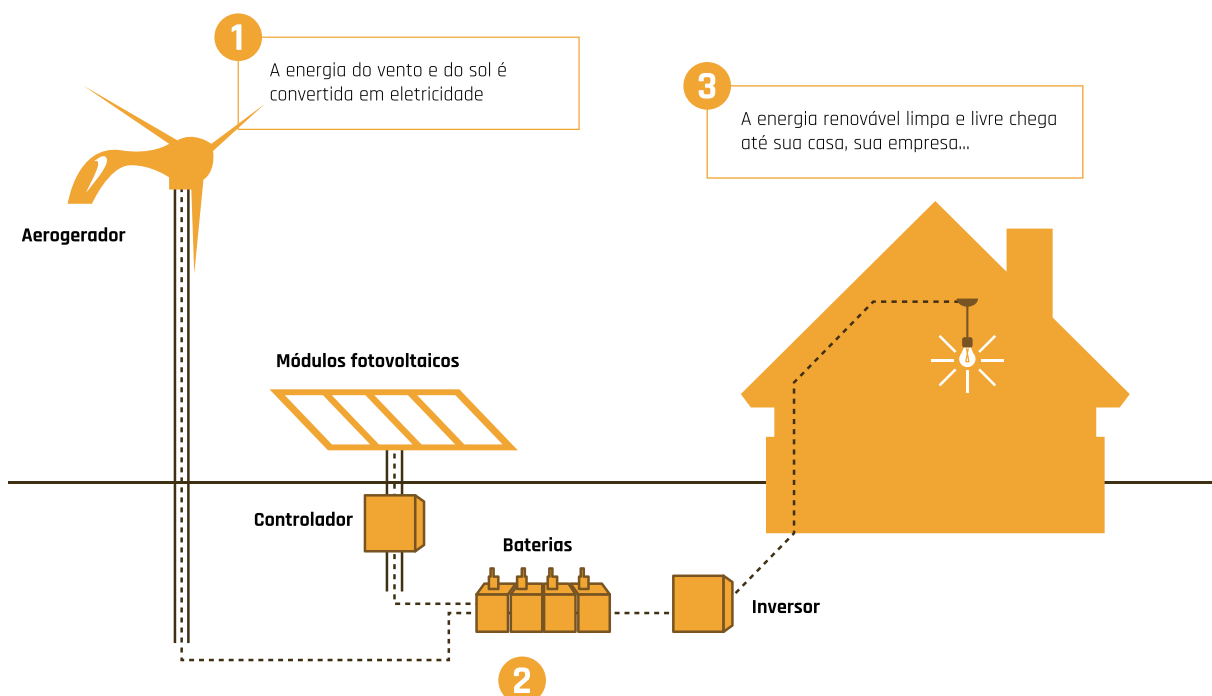 1
A energia do vento e do sol é
convertida em eletricidade
3
A energia renovável limpa e livre chega
até sua casa, sua empresa...
Aerogerador
Módulos fotovoltaicos
Controlador
Baterias
Inversor
2